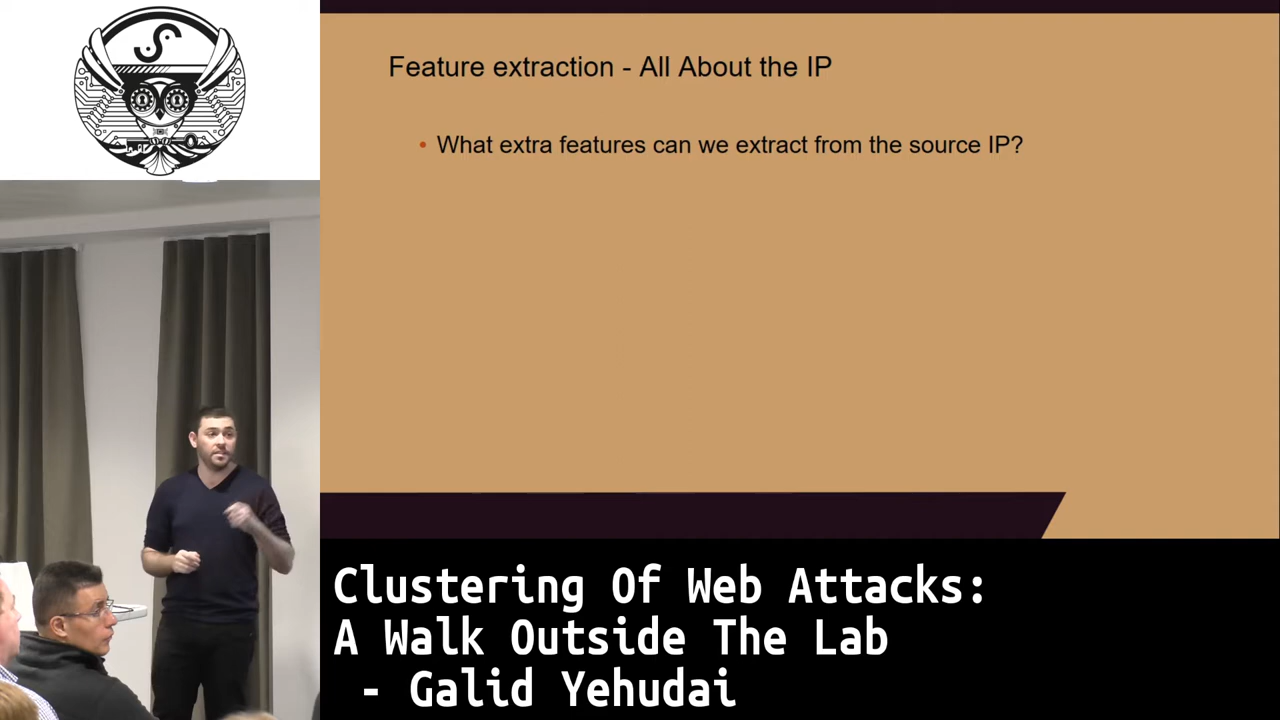 Feature extraction - All About the IP
• What extra features can we extract from the source IP?
Clustering Of Web Attacks:
A Walk Outside The Lab
- Galid Yehudai